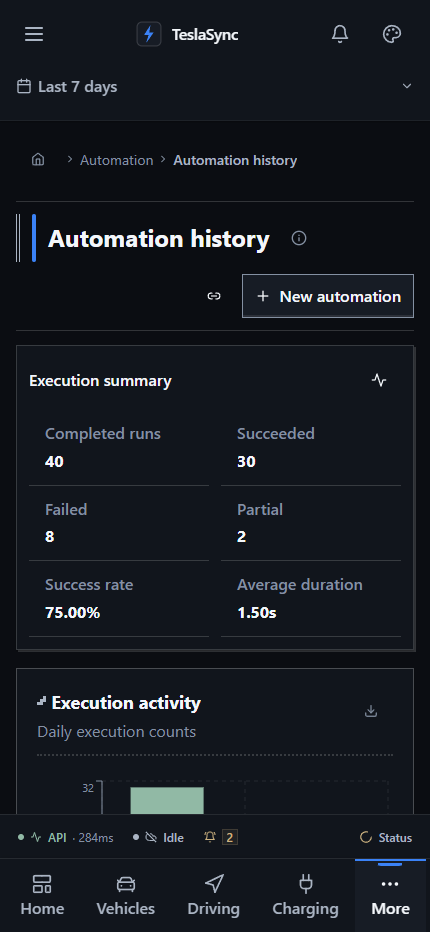 TeslaSync
Last 7 days
Automation Automation history
Automation history
New automation
Execution summary
Completed runs Succeeded
40 30
Failed Partial
8 2
Success rate Average duration
75.00% 1.50s
Execution activity
Daily execution counts
32
API · 284ms Idle 2 Status
Home Vehicles Driving Charging More